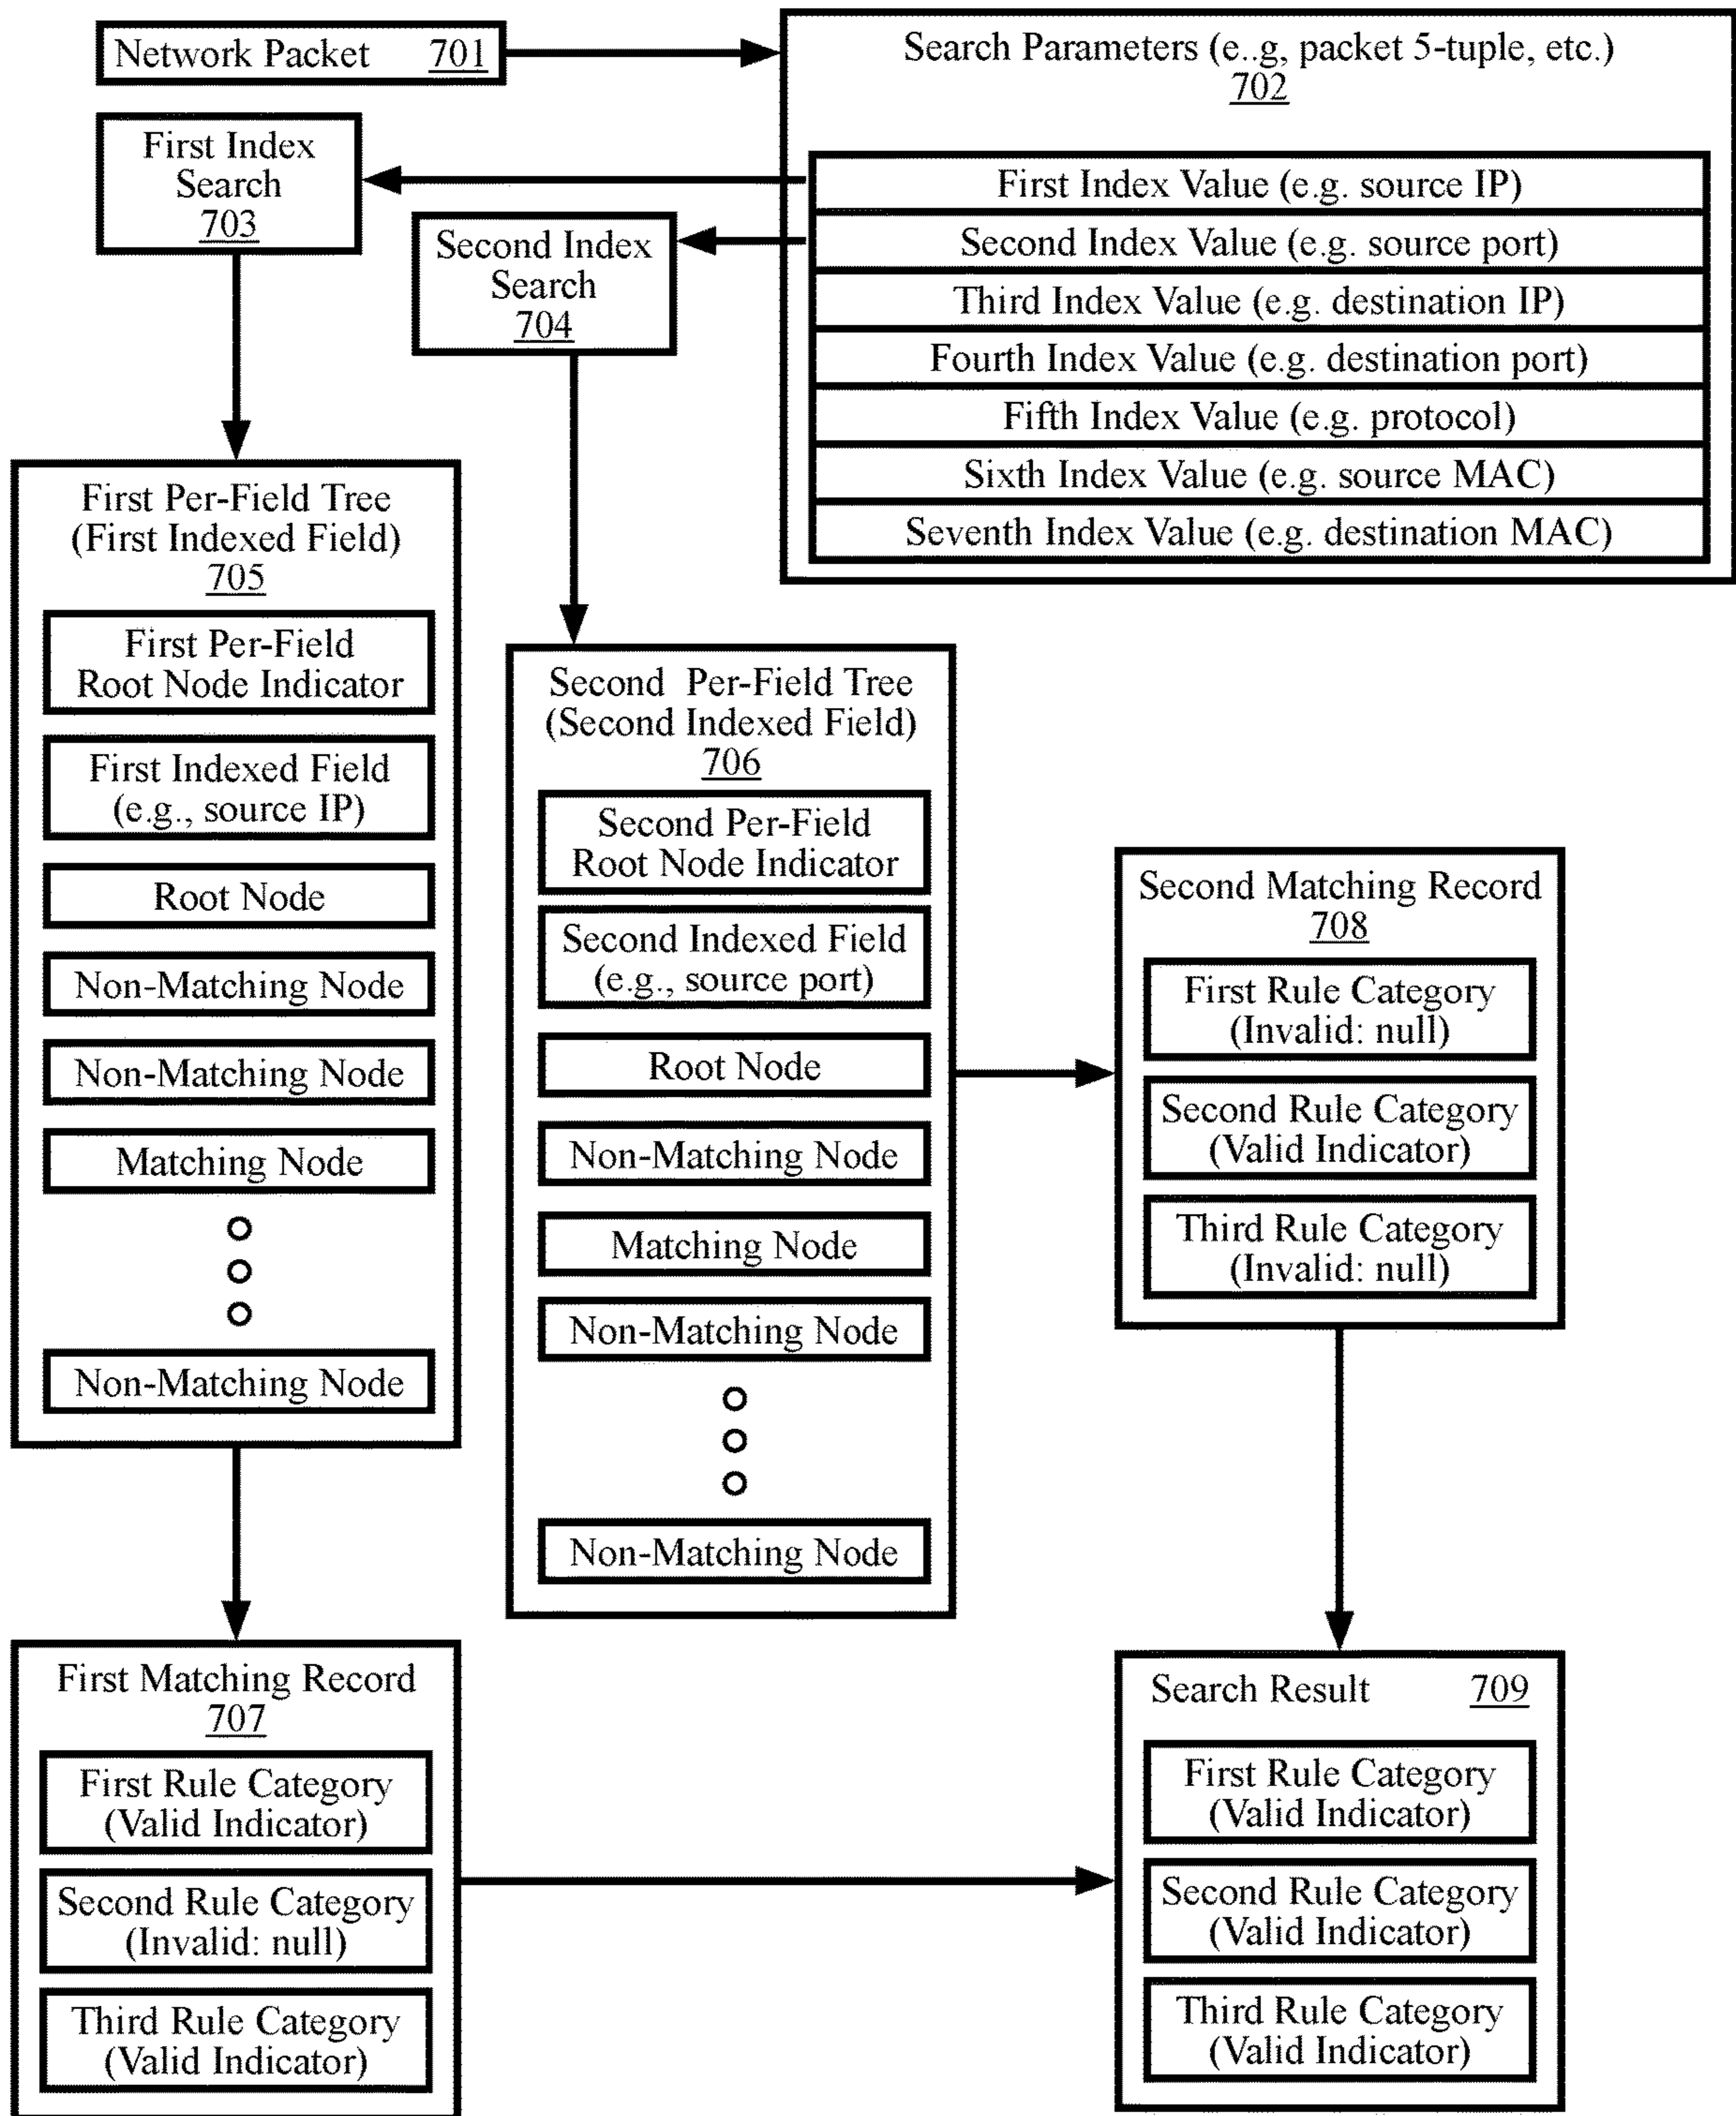 Network Packet 701
Search Parameters (e..g, packet 5-tuple, etc.)
702
First Index Value (e.g. source IP)
Second Index Value (e.g. source port)
Third Index Value (e.g. destination IP)
Fourth Index Value (e.g. destination port)
Fifth Index Value (e.g. protocol)
Sixth Index Value (e.g. source MAC)
Seventh Index Value (e.g. destination MAC)
First Index
Search
703
Second Index
Search
704
First Per-Field Tree
(First Indexed Field)
705
First Per-Field
Root Node Indicator
First Indexed Field
(e.g., source IP)
Root Node
Non-Matching Node
Non-Matching Node
Matching Node
Non-Matching Node
Second Per-Field Tree
(Second Indexed Field)
706
Second Per-Field
Root Node Indicator
Second Indexed Field
(e.g., source port)
Root Node
Non-Matching Node
Matching Node
Non-Matching Node
Non-Matching Node
Second Matching Record
708
First Rule Category
(Invalid: null)
Second Rule Category
(Valid Indicator)
Third Rule Category
(Invalid: null)
First Matching Record
707
First Rule Category
(Valid Indicator)
Second Rule Category
(Invalid: null)
Third Rule Category
(Valid Indicator)
Search Result 709
First Rule Category
(Valid Indicator)
Second Rule Category
(Valid Indicator)
Third Rule Category
(Valid Indicator)